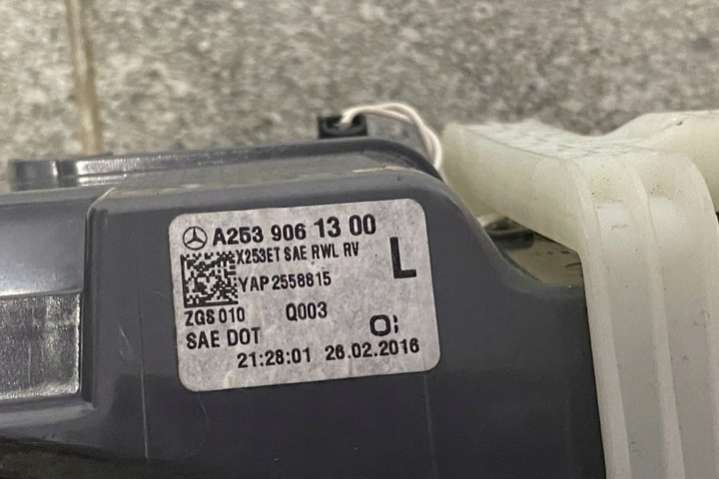 A253 906 13 00
X253ET SAE RWL RV
L
YAP 2558815
ZGS 010 Q003
SAE DOT
21:28:01 26.02.2016